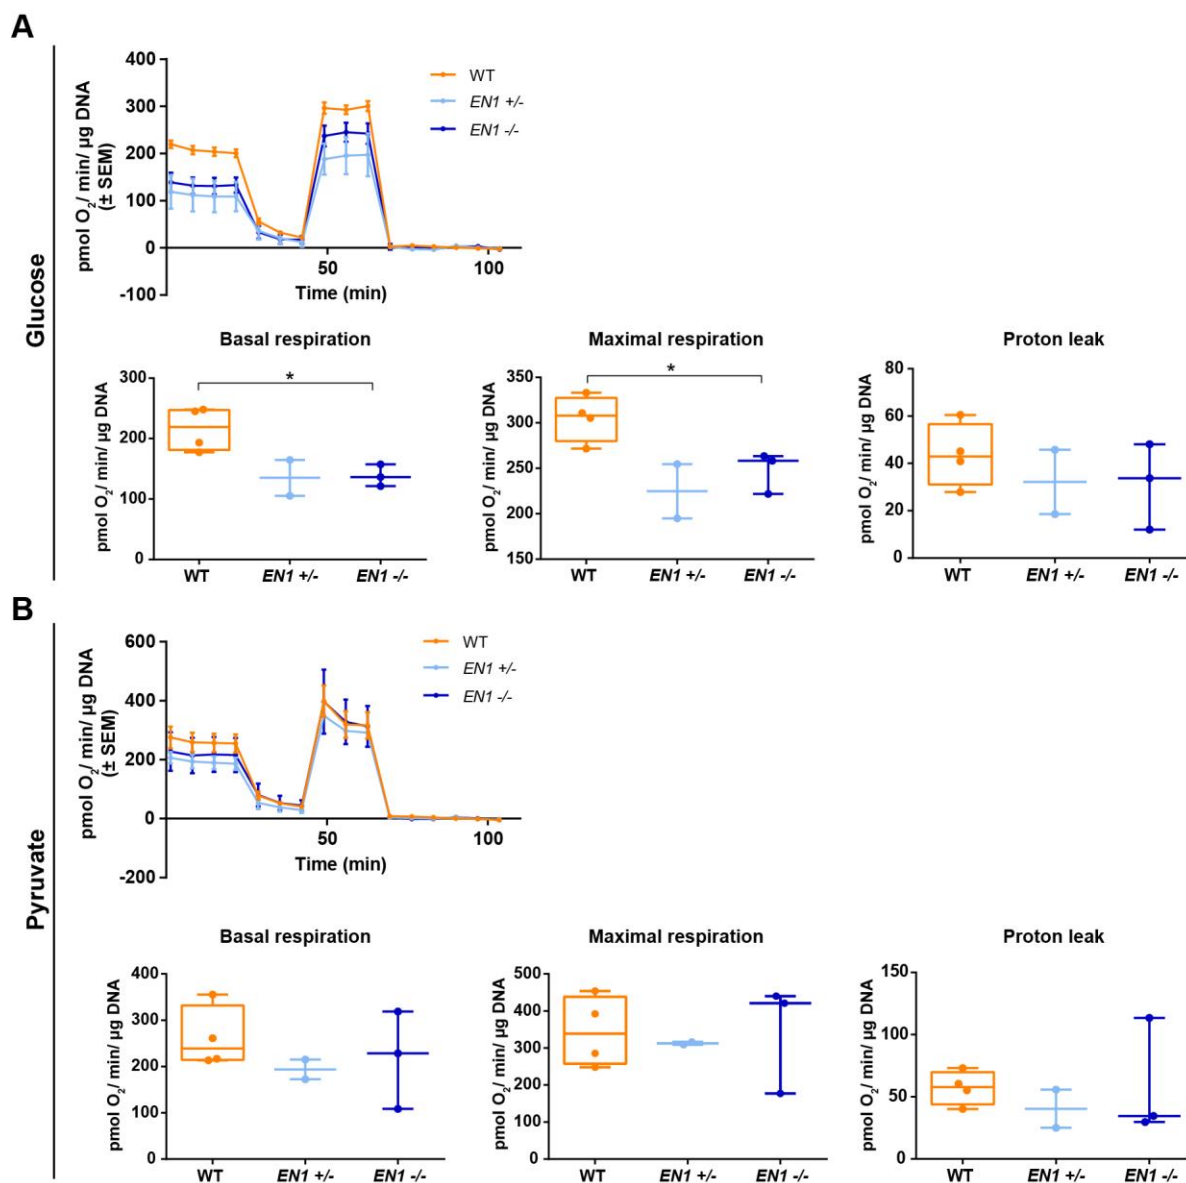 A
Glucose
pmol O2/ min/ µg DNA
(± SEM)
400
300
200
100
0
-100
50
100
Time (min)
WT
EN1 +/-
EN1 -/-
Basal respiration
pmol O2/ min/ µg DNA
300
200
100
0
*
WT
EN1 +/-
EN1 -/-
Maximal respiration
pmol O2/ min/ µg DNA
350
300
250
200
150
*
WT
EN1 +/-
EN1 -/-
Proton leak
pmol O2/ min/ µg DNA
80
60
40
20
0
WT
EN1 +/-
EN1 -/-
B
Pyruvate
pmol O2/ min/ µg DNA
(± SEM)
600
400
200
0
-200
50
100
Time (min)
WT
EN1 +/-
EN1 -/-
Basal respiration
pmol O2/ min/ µg DNA
400
300
200
100
0
WT
EN1 +/-
EN1 -/-
Maximal respiration
pmol O2/ min/ µg DNA
500
400
300
200
100
0
WT
EN1 +/-
EN1 -/-
Proton leak
pmol O2/ min/ µg DNA
150
100
50
0
WT
EN1 +/-
EN1 -/-